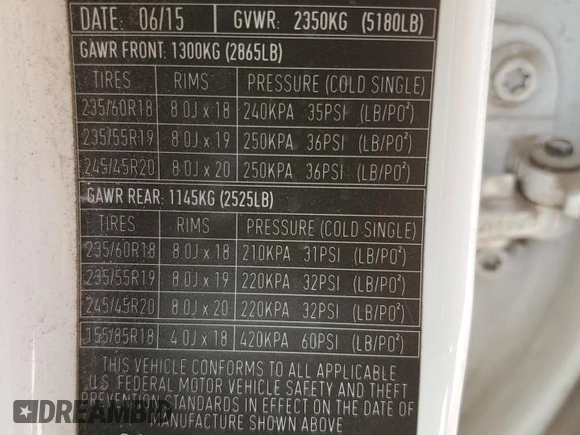 DATE: 06/15 GVWR: 2350KG (5180LB)
GAWR FRONT: 1300KG (2865LB)
TIRES RIMS PRESSURE (COLD SINGLE)
235/60R18 8.0J x 18 240KPA 35PSI (LB/PO²)
235/55R19 8.0J x 19 250KPA 36PSI (LB/PO²)
245/45R20 8.0J x 20 250KPA 36PSI (LB/PO²)
GAWR REAR: 1145KG (2525LB)
TIRES RIMS PRESSURE (COLD SINGLE)
235/60R18 8.0J x 18 210KPA 31PSI (LB/PO²)
235/55R19 8.0J x 19 220KPA 32PSI (LB/PO²)
245/45R20 8.0J x 20 220KPA 32PSI (LB/PO²)
155/85R18 4.0J x 18 420KPA 60PSI (LB/PO²)
THIS VEHICLE CONFORMS TO ALL APPLICABLE
U.S. FEDERAL MOTOR VEHICLE SAFETY AND THEFT
PREVENTION STANDARDS IN EFFECT ON THE DATE OF
MANUFACTURE SHOWN ABOVE
DREAMBID